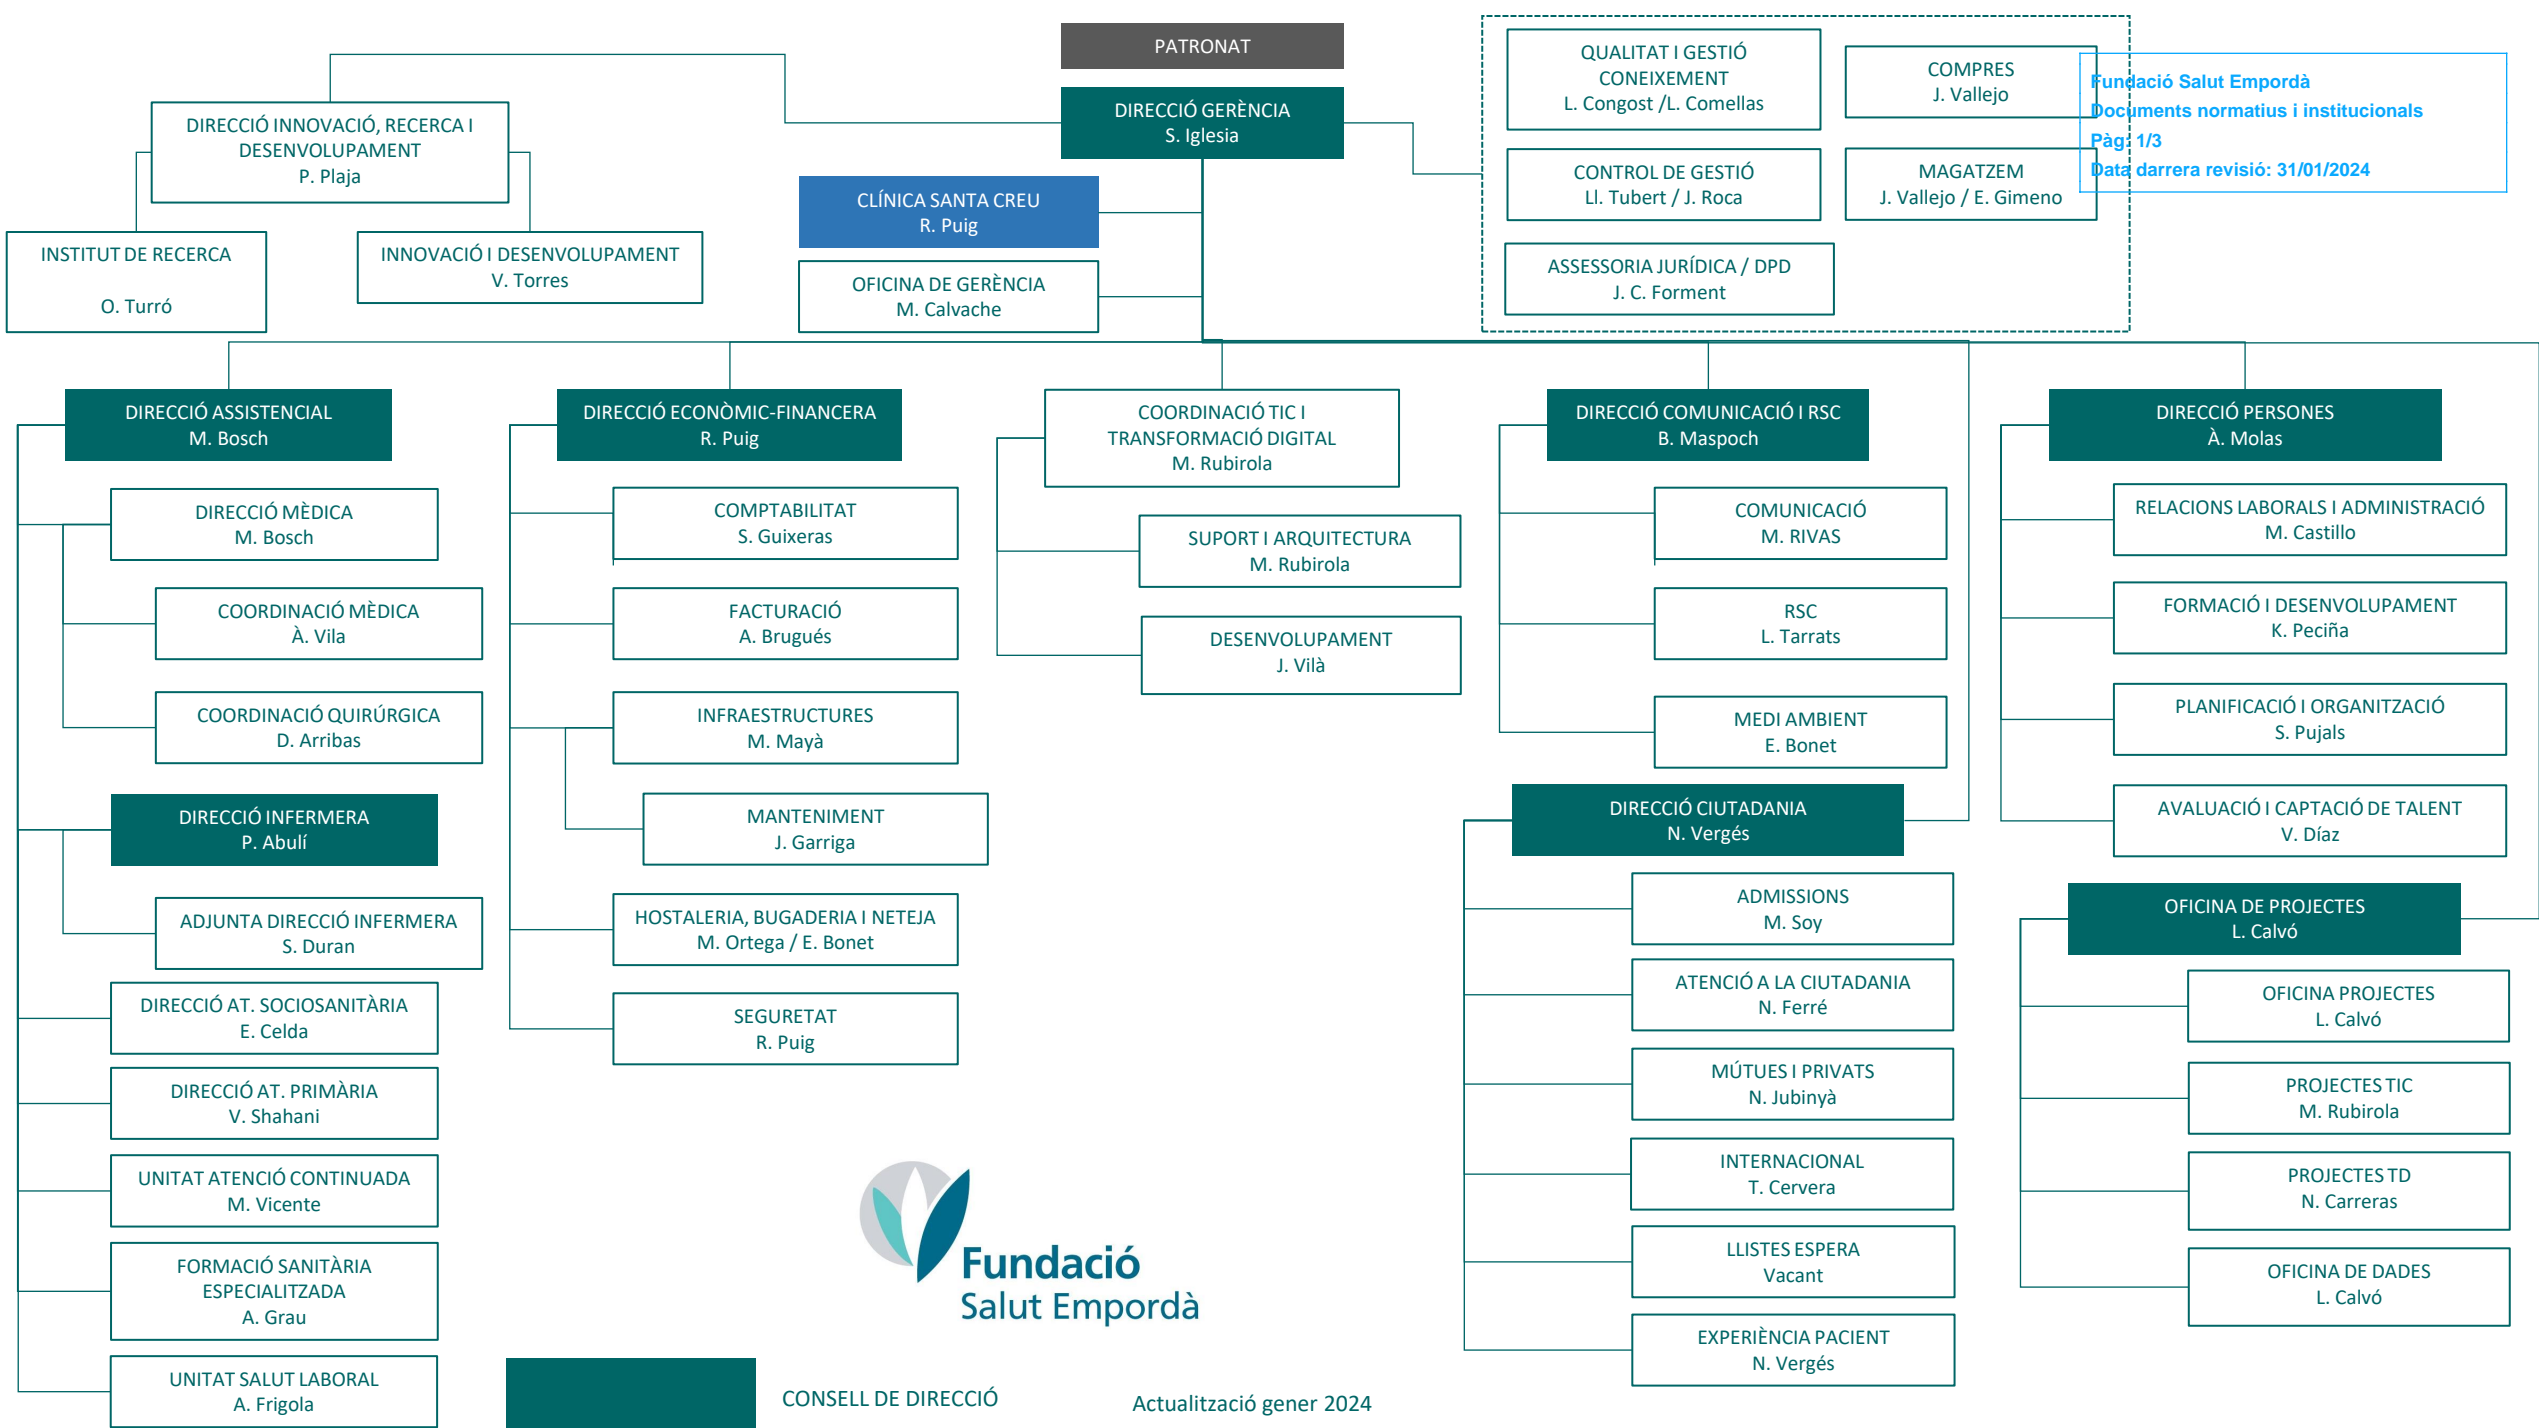 PATRONAT
DIRECCIÓ GERÈNCIA
S. Iglesia
DIRECCIÓ INNOVACIÓ, RECERCA I
DESENVOLUPAMENT
P. Plaja
INSTITUT DE RECERCA
O. Turró
INNOVACIÓ I DESENVOLUPAMENT
V. Torres
CLÍNICA SANTA CREU
R. Puig
OFICINA DE GERÈNCIA
M. Calvache
QUALITAT I GESTIÓ
CONEIXEMENT
L. Congost /L. Comellas
COMPRES
J. Vallejo
CONTROL DE GESTIÓ
Ll. Tubert / J. Roca
MAGATZEM
J. Vallejo / E. Gimeno
ASSESSORIA JURÍDICA / DPD
J. C. Forment
Fundació Salut Empordà
Documents normatius i institucionals
Pàg: 1/3
Data darrera revisió: 31/01/2024
DIRECCIÓ ASSISTENCIAL
M. Bosch
DIRECCIÓ MÈDICA
M. Bosch
COORDINACIÓ MÈDICA
À. Vila
COORDINACIÓ QUIRÚRGICA
D. Arribas
DIRECCIÓ INFERMERA
P. Abulí
ADJUNTA DIRECCIÓ INFERMERA
S. Duran
DIRECCIÓ AT. SOCIOSANITÀRIA
E. Celda
DIRECCIÓ AT. PRIMÀRIA
V. Shahani
UNITAT ATENCIÓ CONTINUADA
M. Vicente
FORMACIÓ SANITÀRIA
ESPECIALITZADA
A. Grau
UNITAT SALUT LABORAL
A. Frigola
DIRECCIÓ ECONÒMIC-FINANCERA
R. Puig
COMPTABILITAT
S. Guixeras
FACTURACIÓ
A. Brugués
INFRAESTRUCTURES
M. Mayà
MANTENIMENT
J. Garriga
HOSTALERIA, BUGADERIA I NETEJA
M. Ortega / E. Bonet
SEGURETAT
R. Puig
COORDINACIÓ TIC I
TRANSFORMACIÓ DIGITAL
M. Rubirola
SUPORT I ARQUITECTURA
M. Rubirola
DESENVOLUPAMENT
J. Vilà
DIRECCIÓ COMUNICACIÓ I RSC
B. Maspoch
COMUNICACIÓ
M. RIVAS
RSC
L. Tarrats
MEDI AMBIENT
E. Bonet
DIRECCIÓ CIUTADANIA
N. Vergés
ADMISSIONS
M. Soy
ATENCIÓ A LA CIUTADANIA
N. Ferré
MÚTUES I PRIVATS
N. Jubinyà
INTERNACIONAL
T. Cervera
LLISTES ESPERA
Vacant
EXPERIÈNCIA PACIENT
N. Vergés
DIRECCIÓ PERSONES
À. Molas
RELACIONS LABORALS I ADMINISTRACIÓ
M. Castillo
FORMACIÓ I DESENVOLUPAMENT
K. Peciña
PLANIFICACIÓ I ORGANITZACIÓ
S. Pujals
AVALUACIÓ I CAPTACIÓ DE TALENT
V. Díaz
OFICINA DE PROJECTES
L. Calvó
OFICINA PROJECTES
L. Calvó
PROJECTES TIC
M. Rubirola
PROJECTES TD
N. Carreras
OFICINA DE DADES
L. Calvó
Fundació
Salut Empordà
CONSELL DE DIRECCIÓ
Actualització gener 2024